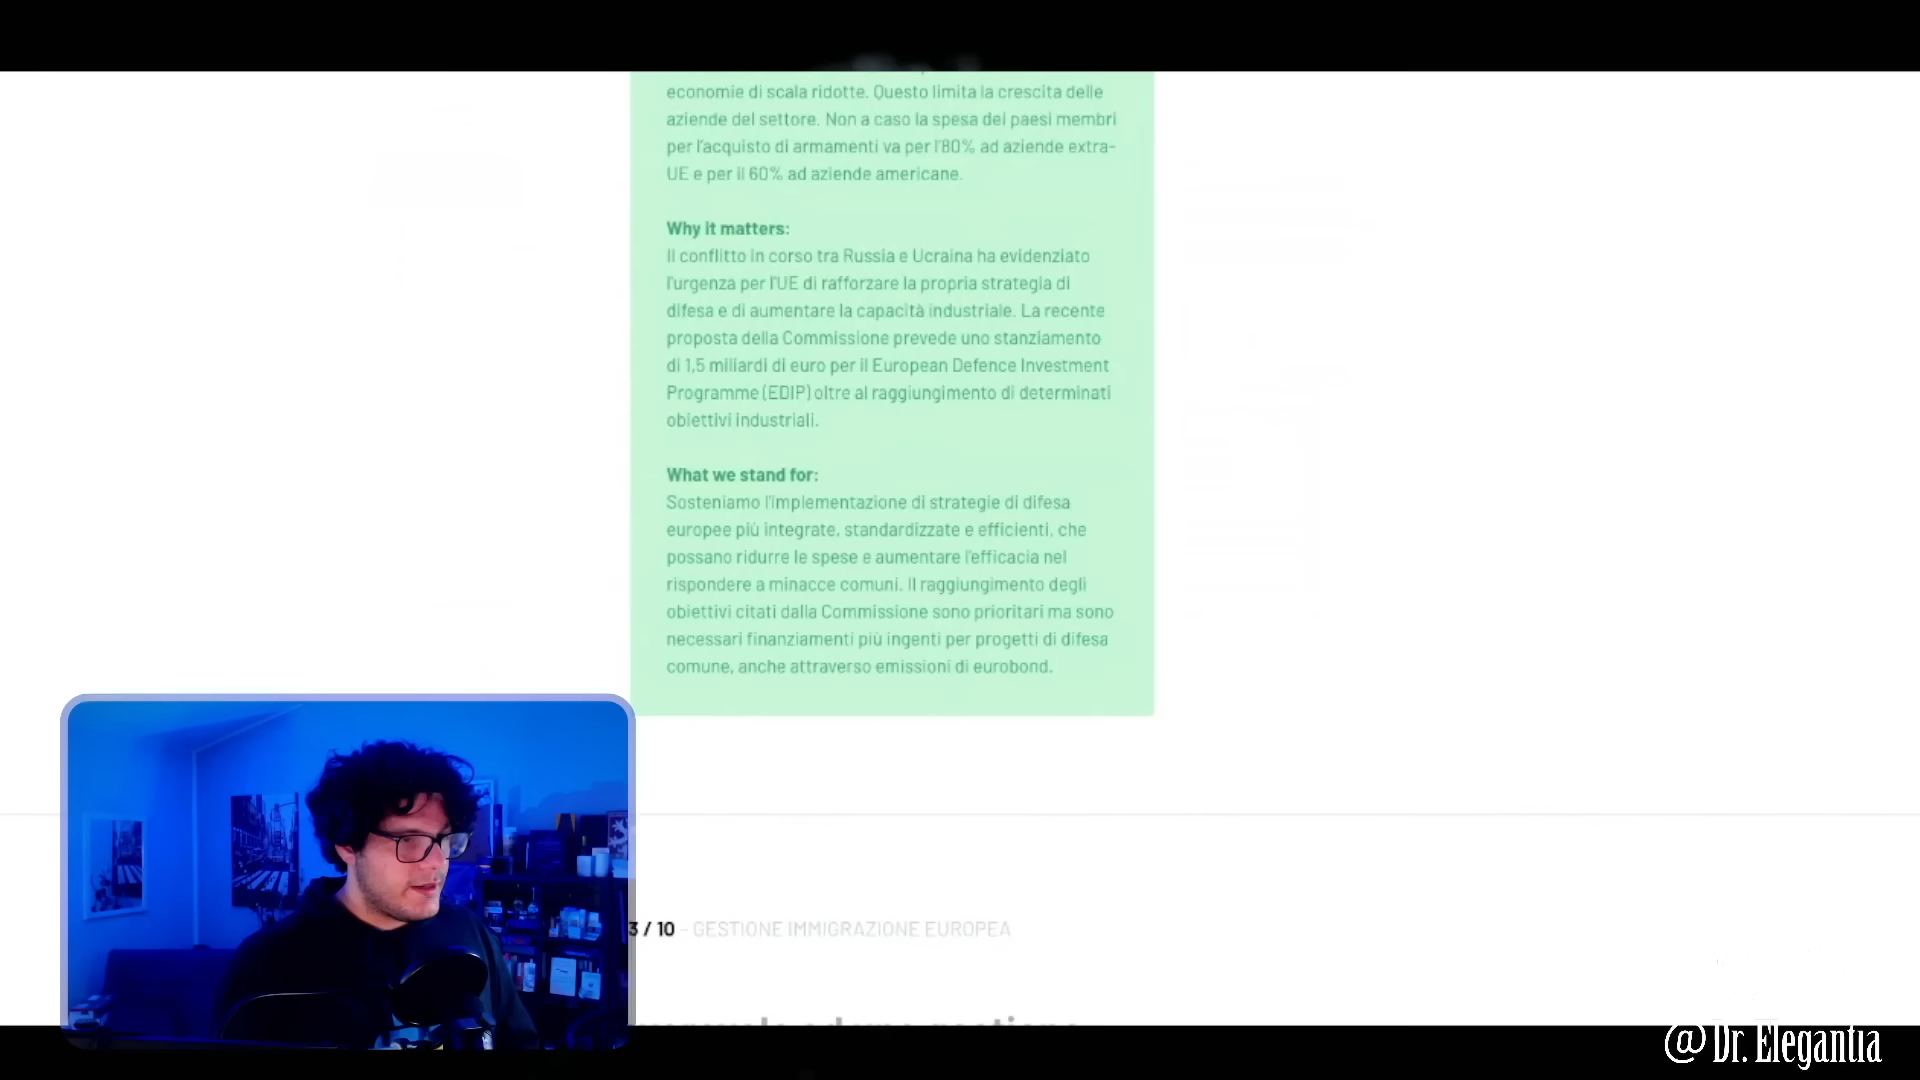 economie di scala ridotte. Questo limita la crescita delle
aziende del settore. Non a caso la spesa dei paesi membri
per l'acquisto di armamenti va per l'80% ad aziende extra-
UE e per il 60% ad aziende americane.
Why it matters:
Il conflitto in corso tra Russia e Ucraina ha evidenziato
l'urgenza per l'UE di rafforzare la propria strategia di
difesa e di aumentare la capacità industriale. La recente
proposta della Commissione prevede uno stanziamento
di 1,5 miliardi di euro per il European Defence Investment
Programme (EDIP) oltre al raggiungimento di determinati
obiettivi industriali.
What we stand for:
Sosteniamo l'implementazione di strategie di difesa
europee più integrate, standardizzate e efficienti, che
possano ridurre le spese e aumentare l'efficacia nel
rispondere a minacce comuni. Il raggiungimento degli
obiettivi citati dalla Commissione sono prioritari ma sono
necessari finanziamenti più ingenti per progetti di difesa
comune, anche attraverso emissioni di eurobond.
3 / 10 - GESTIONE IMMIGRAZIONE EUROPEA
@Dr. Elegantia